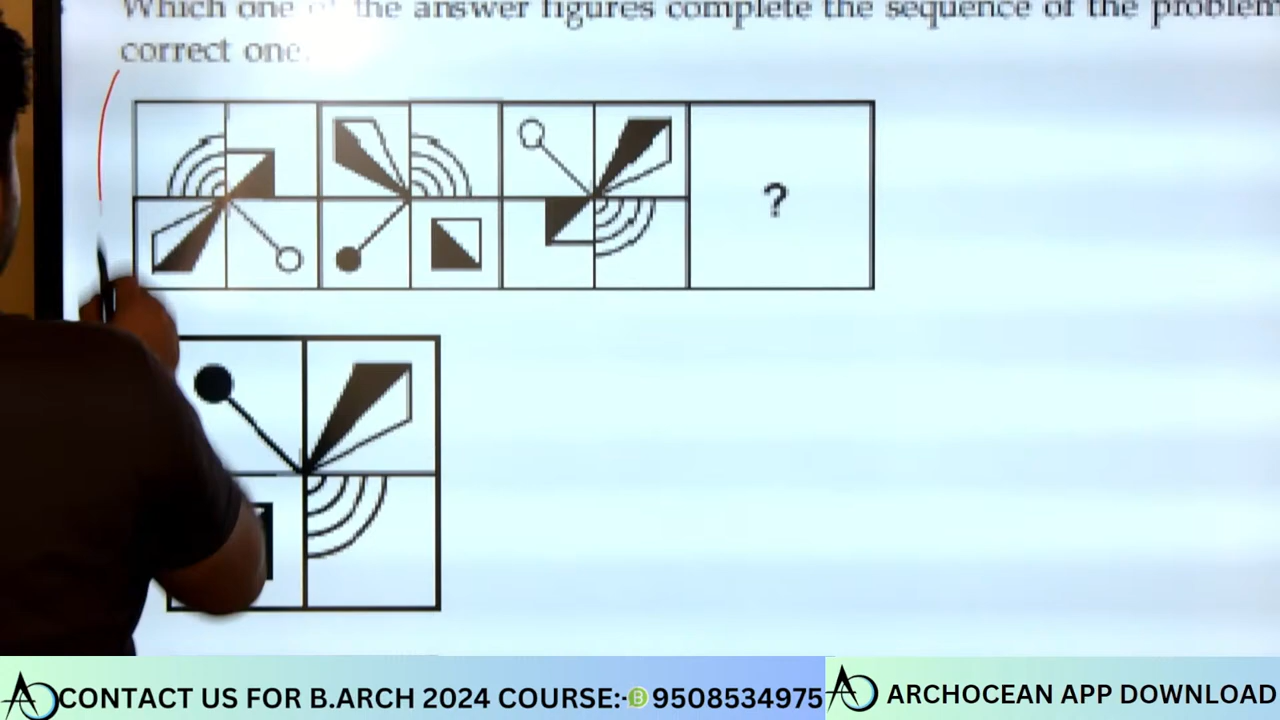 Which one the answer figures complete the sequence of the problem
correct one.
?
CONTACT US FOR B.ARCH 2024 COURSE:- 9508534975
ARCHOCEAN APP DOWNLOAD